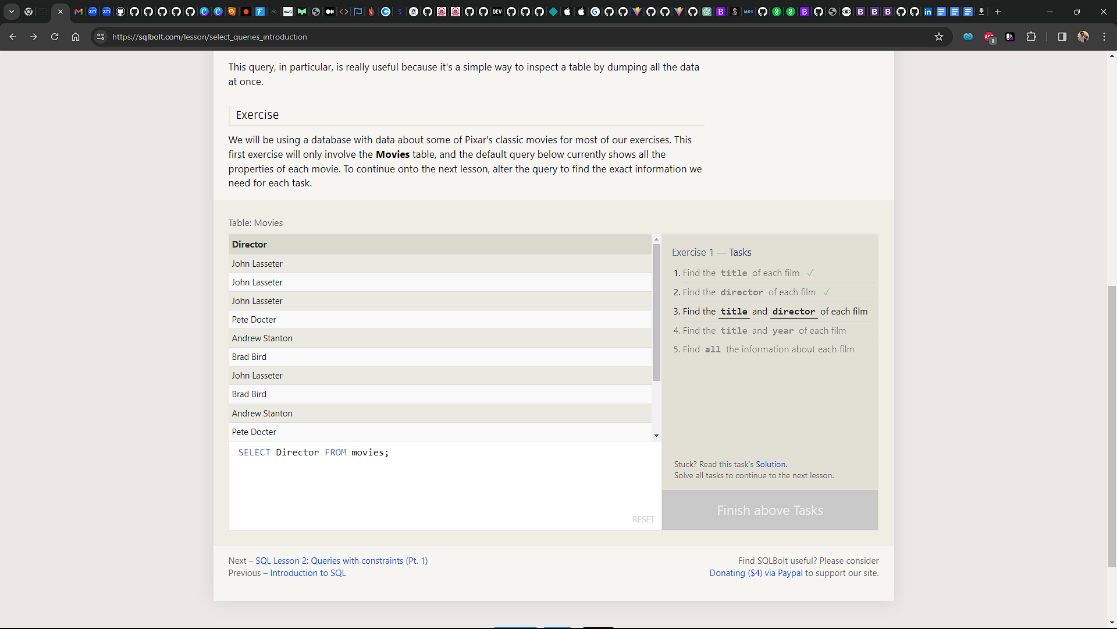 https://sqlbolt.com/lesson/select_queries_introduction
This query, in particular, is really useful because it's a simple way to inspect a table by dumping all the data
at once.
Exercise
We will be using a database with data about some of Pixar's classic movies for most of our exercises. This
first exercise will only involve the Movies table, and the default query below currently shows all the
properties of each movie. To continue onto the next lesson, alter the query to find the exact information we
need for each task.
Table: Movies
Director
John Lasseter
John Lasseter
John Lasseter
Pete Docter
Andrew Stanton
Brad Bird
John Lasseter
Brad Bird
Andrew Stanton
Pete Docter
SELECT Director FROM movies;
RESET
Exercise 1 — Tasks
1. Find the title of each film ✓
2. Find the director of each film ✓
3. Find the title and director of each film
4. Find the title and year of each film
5. Find all the information about each film
Stuck? Read this task's Solution.
Solve all tasks to continue to the next lesson.
Finish above Tasks
Next – SQL Lesson 2: Queries with constraints (Pt. 1)
Previous – Introduction to SQL
Find SQLBolt useful? Please consider
Donating ($4) via Paypal to support our site.